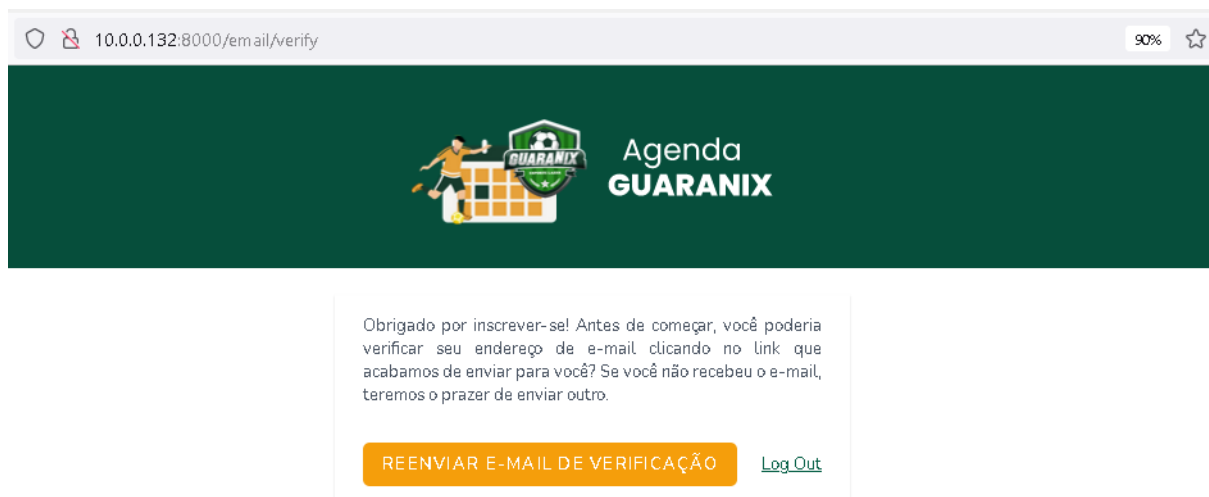 10.0.0.132:8000/email/verify
90%
GUARANIX
Agenda
GUARANIX
Obrigado por inscrever-se! Antes de começar, você poderia
verificar seu endereço de e-mail clicando no link que
acabamos de enviar para você? Se você não recebeu o e-mail,
teremos o prazer de enviar outro.
REENVIAR E-MAIL DE VERIFICAÇÃO
Log Out